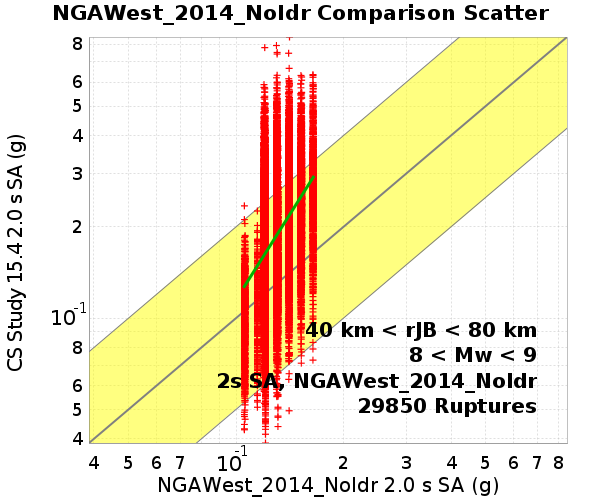 NGAWest_2014_NoIdr Comparison Scatter
CS Study 15.4 2.0 s SA (g)
8
6
5
4
3
2
10-1
8
6
5
4
40 km < rJB < 80 km
8 < Mw < 9
2s SA, NGAWest_2014_NoIdr
29850 Ruptures
4 5 6 7 10-1 2 3 4 5 6 7 8
NGAWest_2014_NoIdr 2.0 s SA (g)